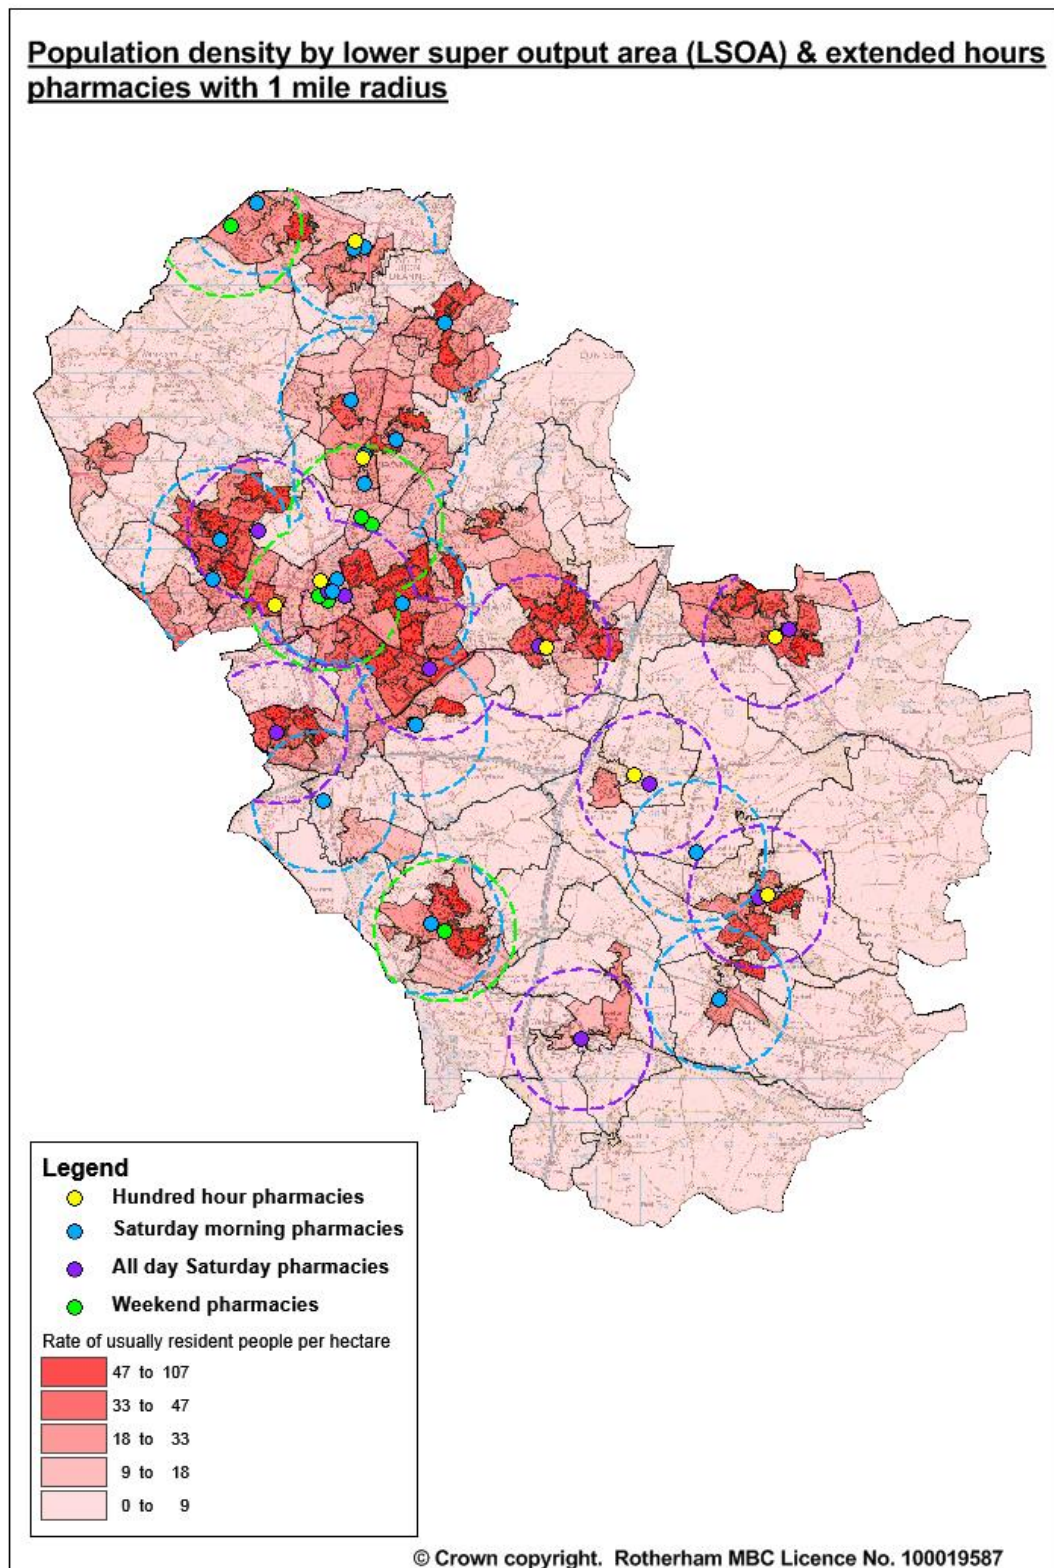 Population density by lower super output area (LSOA) & extended hours
pharmacies with 1 mile radius
Legend
Hundred hour pharmacies
Saturday morning pharmacies
All day Saturday pharmacies
Weekend pharmacies
Rate of usually resident people per hectare
47 to 107
33 to 47
18 to 33
9 to 18
0 to 9
© Crown copyright. Rotherham MBC Licence No. 100019587